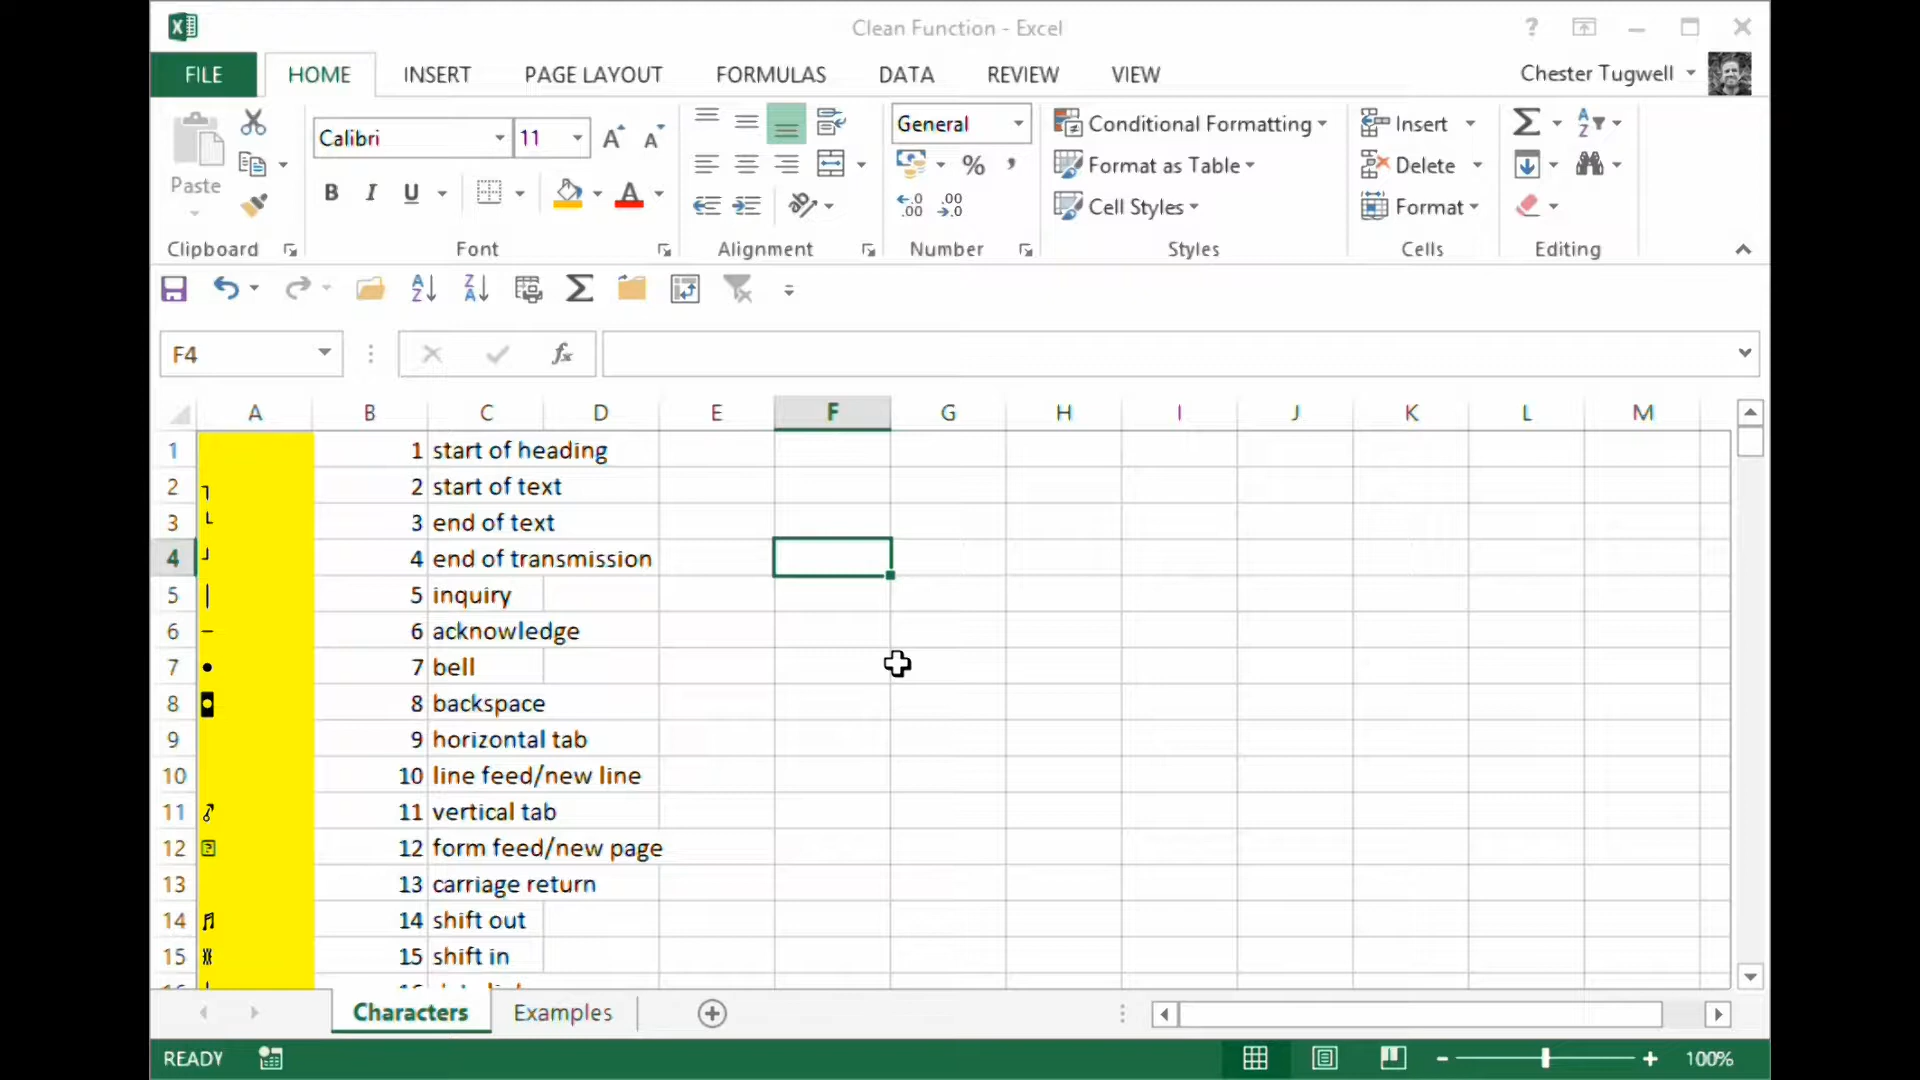 Clean Function - Excel
FILE HOME INSERT PAGE LAYOUT FORMULAS DATA REVIEW VIEW Chester Tugwell
Paste
Calibri 11
B I U A
General
% ,
Conditional Formatting
Format as Table
Cell Styles
Insert
Delete
Format
Clipboard Font Alignment Number Styles Cells Editing
F4 fx
A B C D E F G H I J K L M
1 1 start of heading
2 2 start of text
3 3 end of text
4 4 end of transmission
5 5 inquiry
6 6 acknowledge
7 7 bell
8 8 backspace
9 9 horizontal tab
10 10 line feed/new line
11 11 vertical tab
12 12 form feed/new page
13 13 carriage return
14 14 shift out
15 15 shift in
Characters Examples
READY 100%